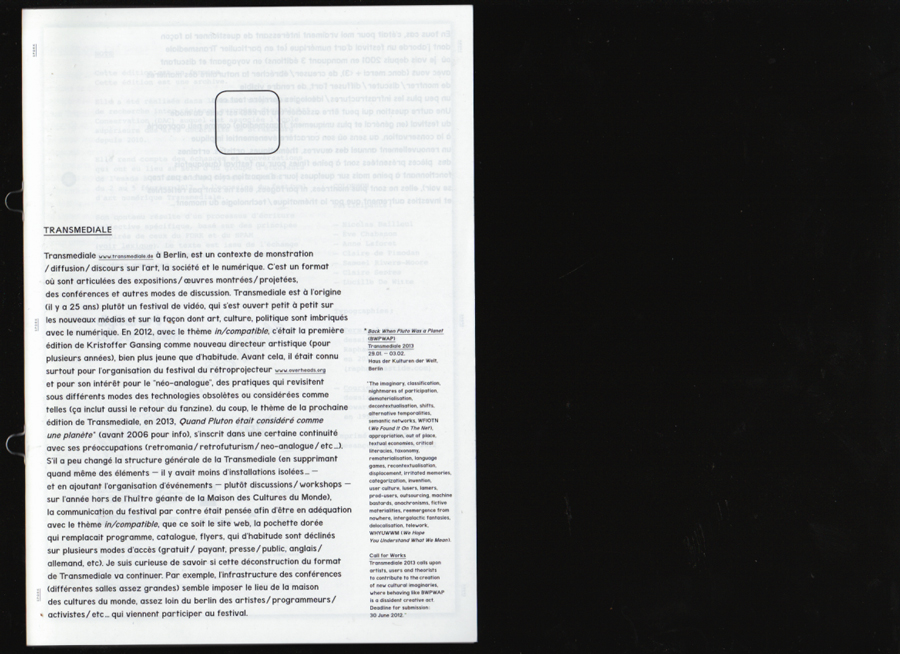 TRANSMEDIALE
Transmediale www.transmediale.de à Berlin, est un contexte de monstration
/ diffusion / discours sur l'art, la société et le numérique. C'est un format
où sont articulées des expositions / œuvres montrées / projetées,
des conférences et autres modes de discussion. Transmediale est à l'origine
(il y a 25 ans) plutôt un festival de vidéo, qui s'est ouvert petit à petit sur
les nouveaux médias et sur la façon dont art, culture, politique sont imbriqués
avec le numérique. En 2012, avec le thème in/compatible, c'était la première
édition de Kristoffer Gansing comme nouveau directeur artistique (pour
plusieurs années), bien plus jeune que d'habitude. Avant cela, il était connu
surtout pour l'organisation du festival du rétroprojecteur www.overheads.org
et pour son intérêt pour le "néo-analogue", des pratiques qui revisitent
sous différents modes des technologies obsolètes ou considérées comme
telles (ça inclut aussi le retour du fanzine). du coup, le thème de la prochaine
édition de Transmediale, en 2013, Quand Pluton était considéré comme
une planète* (avant 2006 pour info), s'inscrit dans une certaine continuité
avec ses préoccupations (retromania / retrofuturism / neo-analogue / etc...).
S'il a peu changé la structure générale de la Transmediale (en supprimant
quand même des éléments — il y avait moins d'installations isolées... —
et en ajoutant l'organisation d'événements — plutôt discussions / workshops —
sur l'année hors de l'huître géante de la Maison des Cultures du Monde),
la communication du festival par contre était pensée afin d'être en adéquation
avec le thème in/compatible, que ce soit le site web, la pochette dorée
qui remplacait programme, catalogue, flyers, qui d'habitude sont déclinés
sur plusieurs modes d'accès (gratuit / payant, presse / public, anglais /
allemand, etc). Je suis curieuse de savoir si cette déconstruction du format
de Transmediale va continuer. Par exemple, l'infrastructure des conférences
(différentes salles assez grandes) semble imposer le lieu de la maison
des cultures du monde, assez loin du berlin des artistes / programmeurs /
activistes / etc... qui viennent participer au festival.
* Back When Pluto Was a Planet
(BWPWAP)
Transmediale 2013
29.01. – 03.02.
Haus der Kulturen der Welt,
Berlin
"The imaginary, classification,
nightmares of participation,
dematerialisation,
decontextualisation, shifts,
alternative temporalities,
semantic networks, WFIOTN
(We Found It On The Net),
appropriation, out of place,
textual economies, critical
literacies, taxonomy,
rematerialisation, language
games, recontextualisation,
displacement, irritated memories,
categorization, invention,
user culture, lusers, lamers,
prod-users, outsourcing, machine
bastards, anachronisms, fictive
materialities, reemergence from
nowhere, intergalactic fantasies,
delocalisation, telework,
WHYUWWM (We Hope
You Understand What We Mean).
Call for Works
Transmediale 2013 calls upon
artists, users and theorists
to contribute to the creation
of new cultural imaginaries,
where behaving like BWPWAP
is a dissident creative act.
Deadline for submission:
30 June 2012."